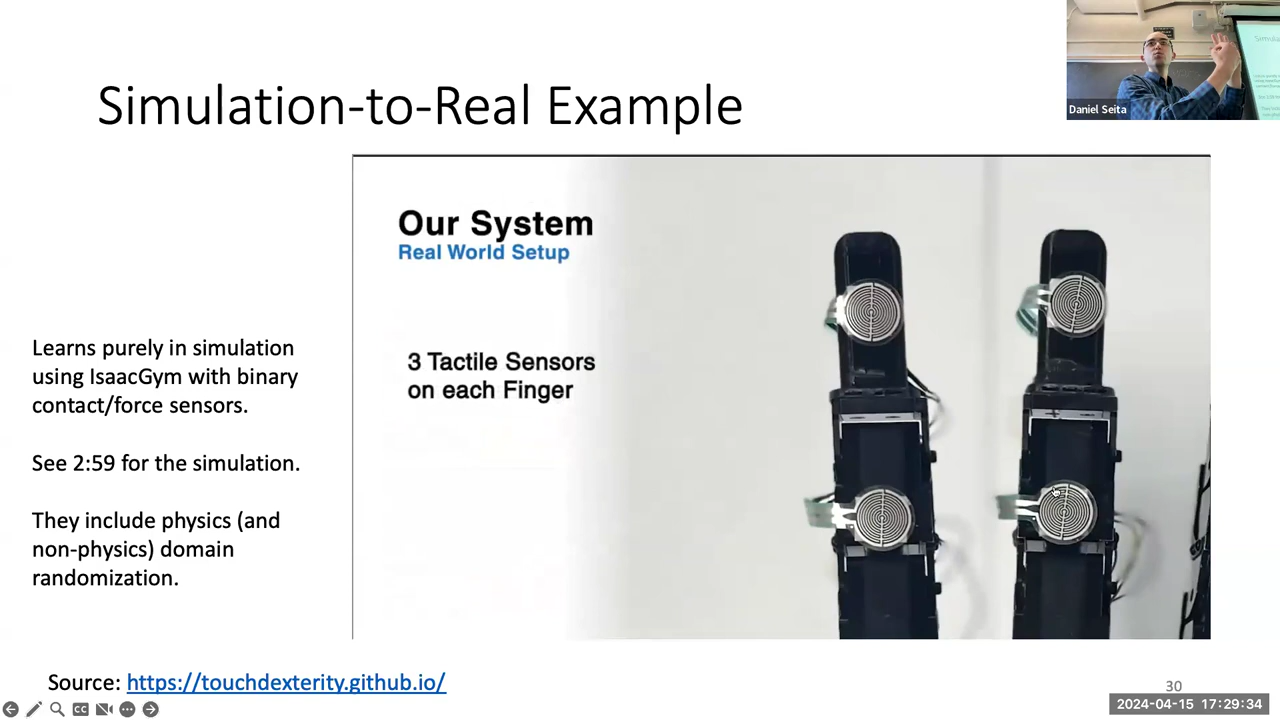 Simulation-to-Real Example
Daniel Seita
Our System
Real World Setup
3 Tactile Sensors
on each Finger
Learns purely in simulation
using IsaacGym with binary
contact/force sensors.
See 2:59 for the simulation.
They include physics (and
non-physics) domain
randomization.
Source: https://touchdexterity.github.io/
30
CC
2024-04-15 17:29:34